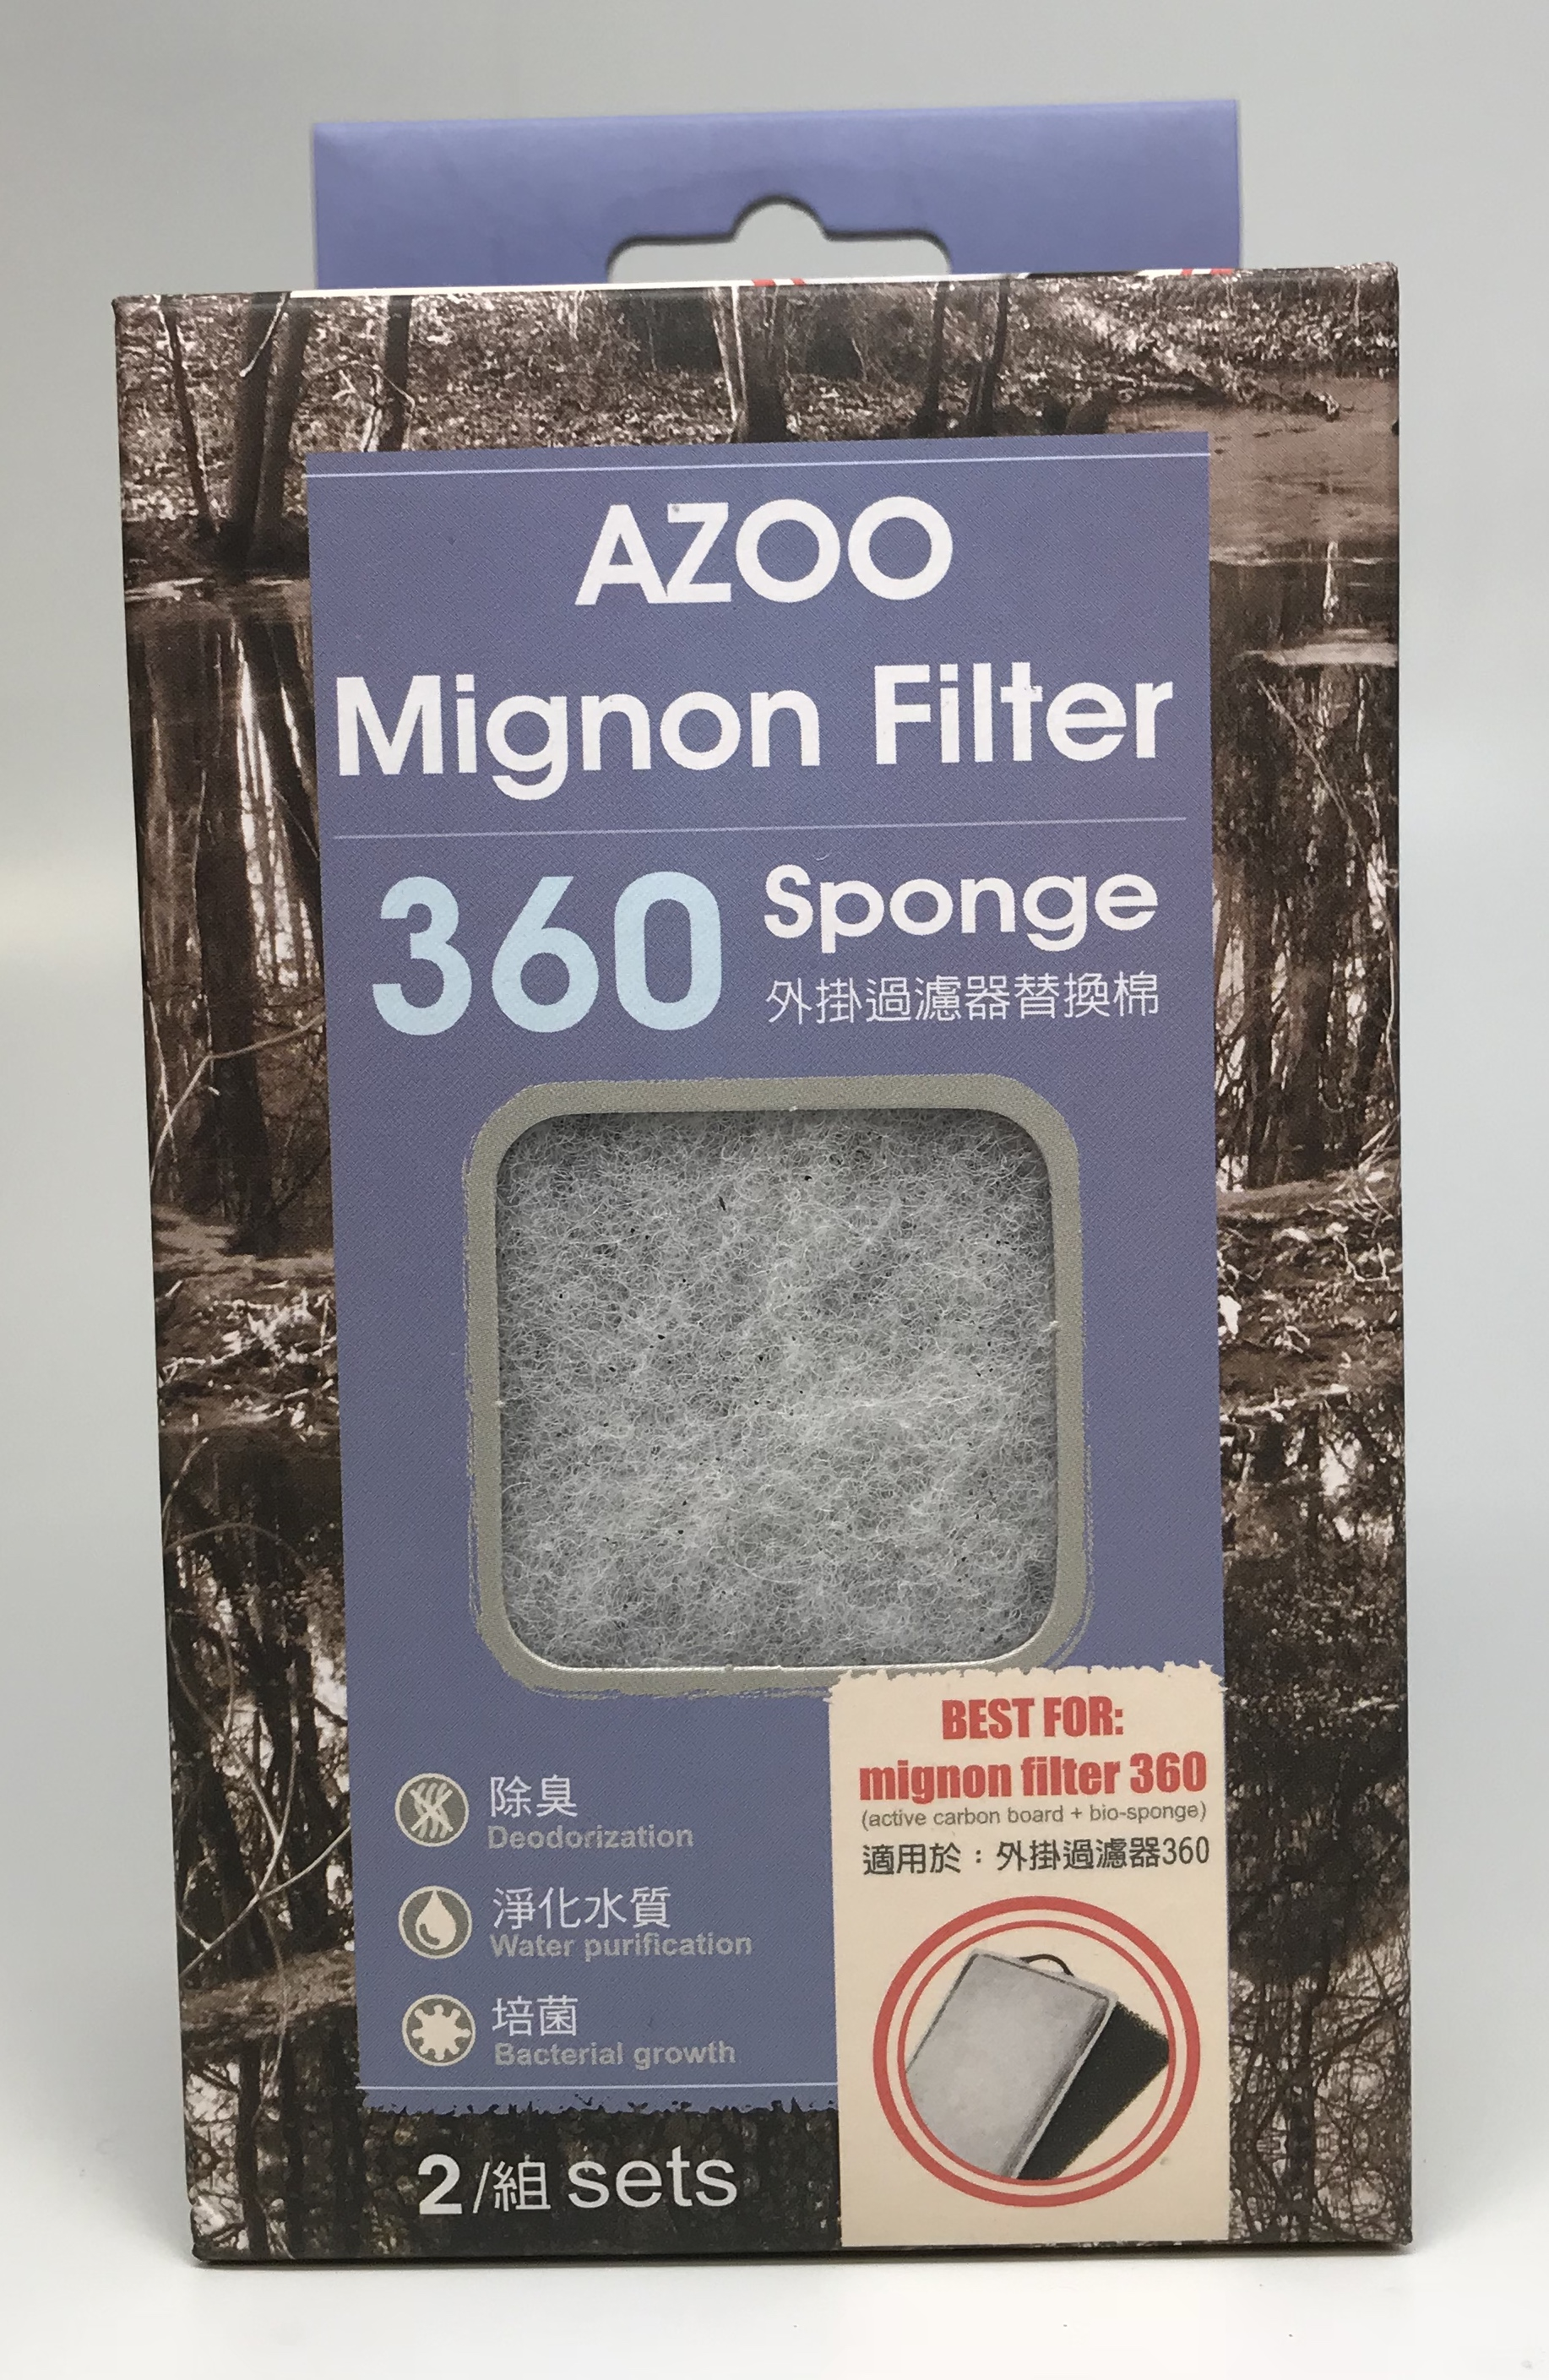 AZOO
Mignon Filter
360 Sponge
外掛過濾器替換棉
除臭
Deodorization
淨化水質
Water purification
培菌
Bacterial growth
2/組 sets
BEST FOR:
mignon filter 360
(active carbon board + bio-sponge)
適用於：外掛過濾器360